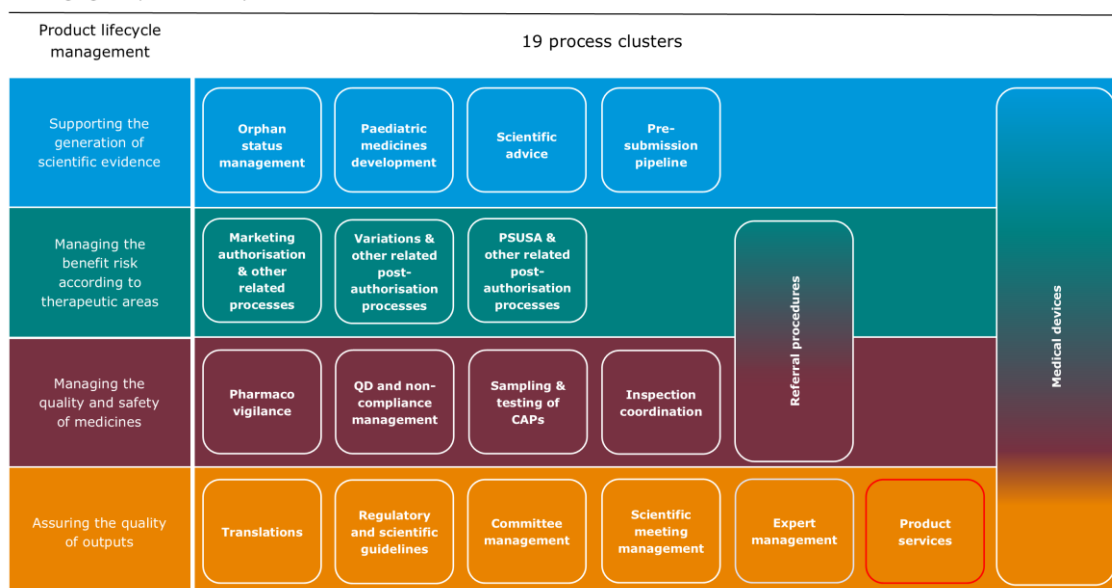 Product lifecycle
management
19 process clusters
Supporting the
generation of
scientific evidence
Orphan
status
management
Paediatric
medicines
development
Scientific
advice
Pre-
submission
pipeline
Managing the
benefit risk
according to
therapeutic areas
Marketing
authorisation
& other
related
processes
Variations &
other related
post-
authorisation
processes
PSUSA &
other related
post-
authorisation
processes
Referral procedures
Medical devices
Managing the
quality and safety
of medicines
Pharmaco
vigilance
QD and non-
compliance
management
Sampling &
testing of
CAPs
Inspection
coordination
Assuring the quality
of outputs
Translations
Regulatory
and scientific
guidelines
Committee
management
Scientific
meeting
management
Expert
management
Product
services